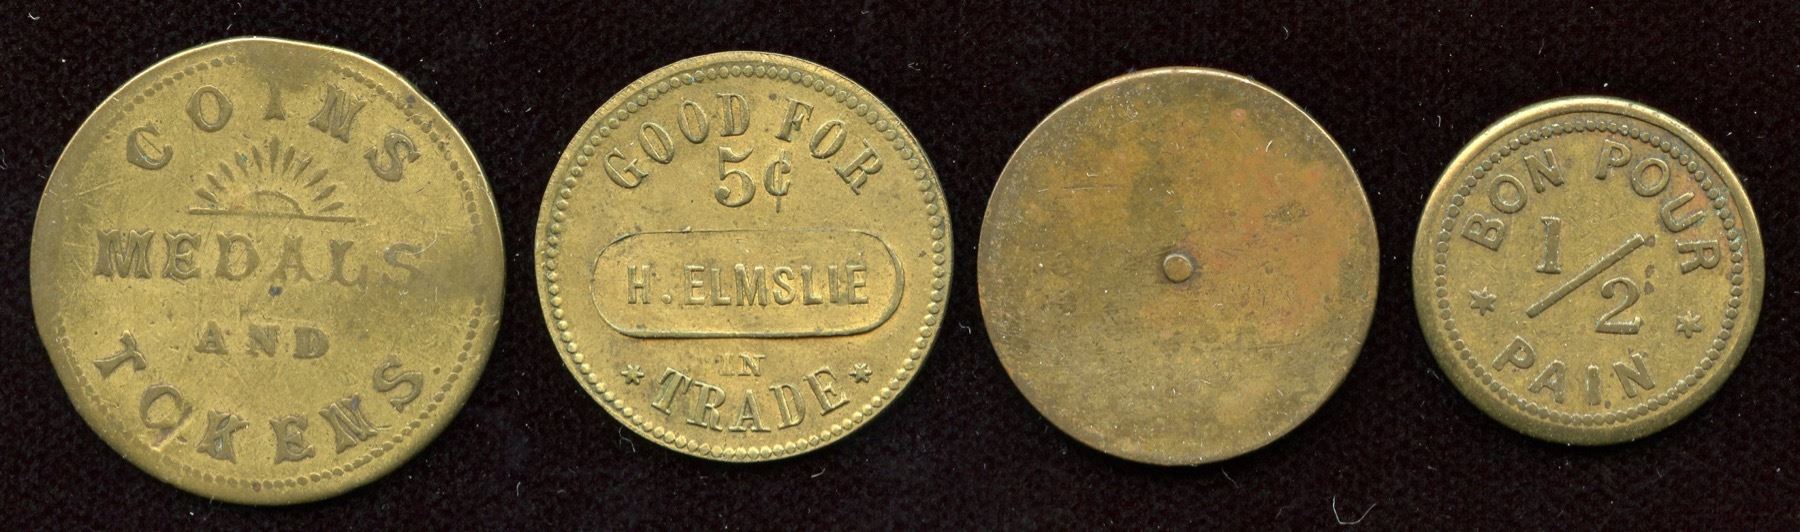 COINS
MEDALS
AND
TOKENS
GOOD FOR
5¢
H. ELMSLIE
IN
TRADE
BON POUR
1/2
PAIN